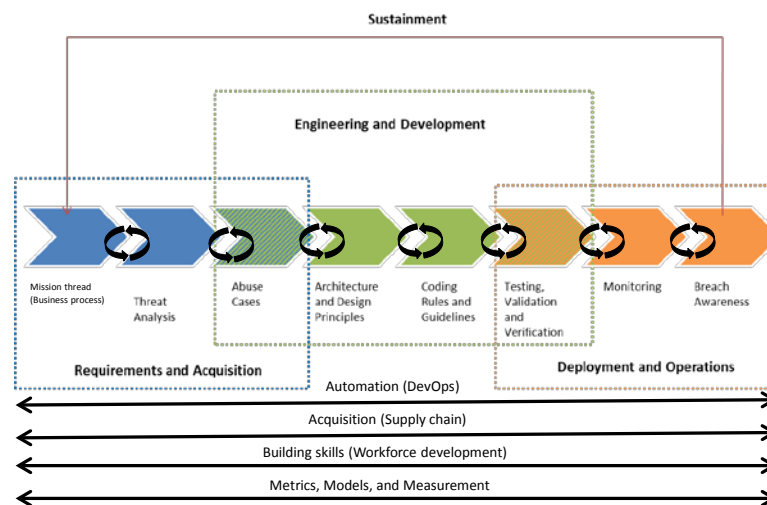 Sustainment
Engineering and Development
Mission thread
(Business process)
Threat
Analysis
Abuse
Cases
Architecture
and Design
Principles
Coding
Rules and
Guidelines
Testing,
Validation
and
Verification
Monitoring
Breach
Awareness
Requirements and Acquisition
Deployment and Operations
Automation (DevOps)
Acquisition (Supply chain)
Building skills (Workforce development)
Metrics, Models, and Measurement